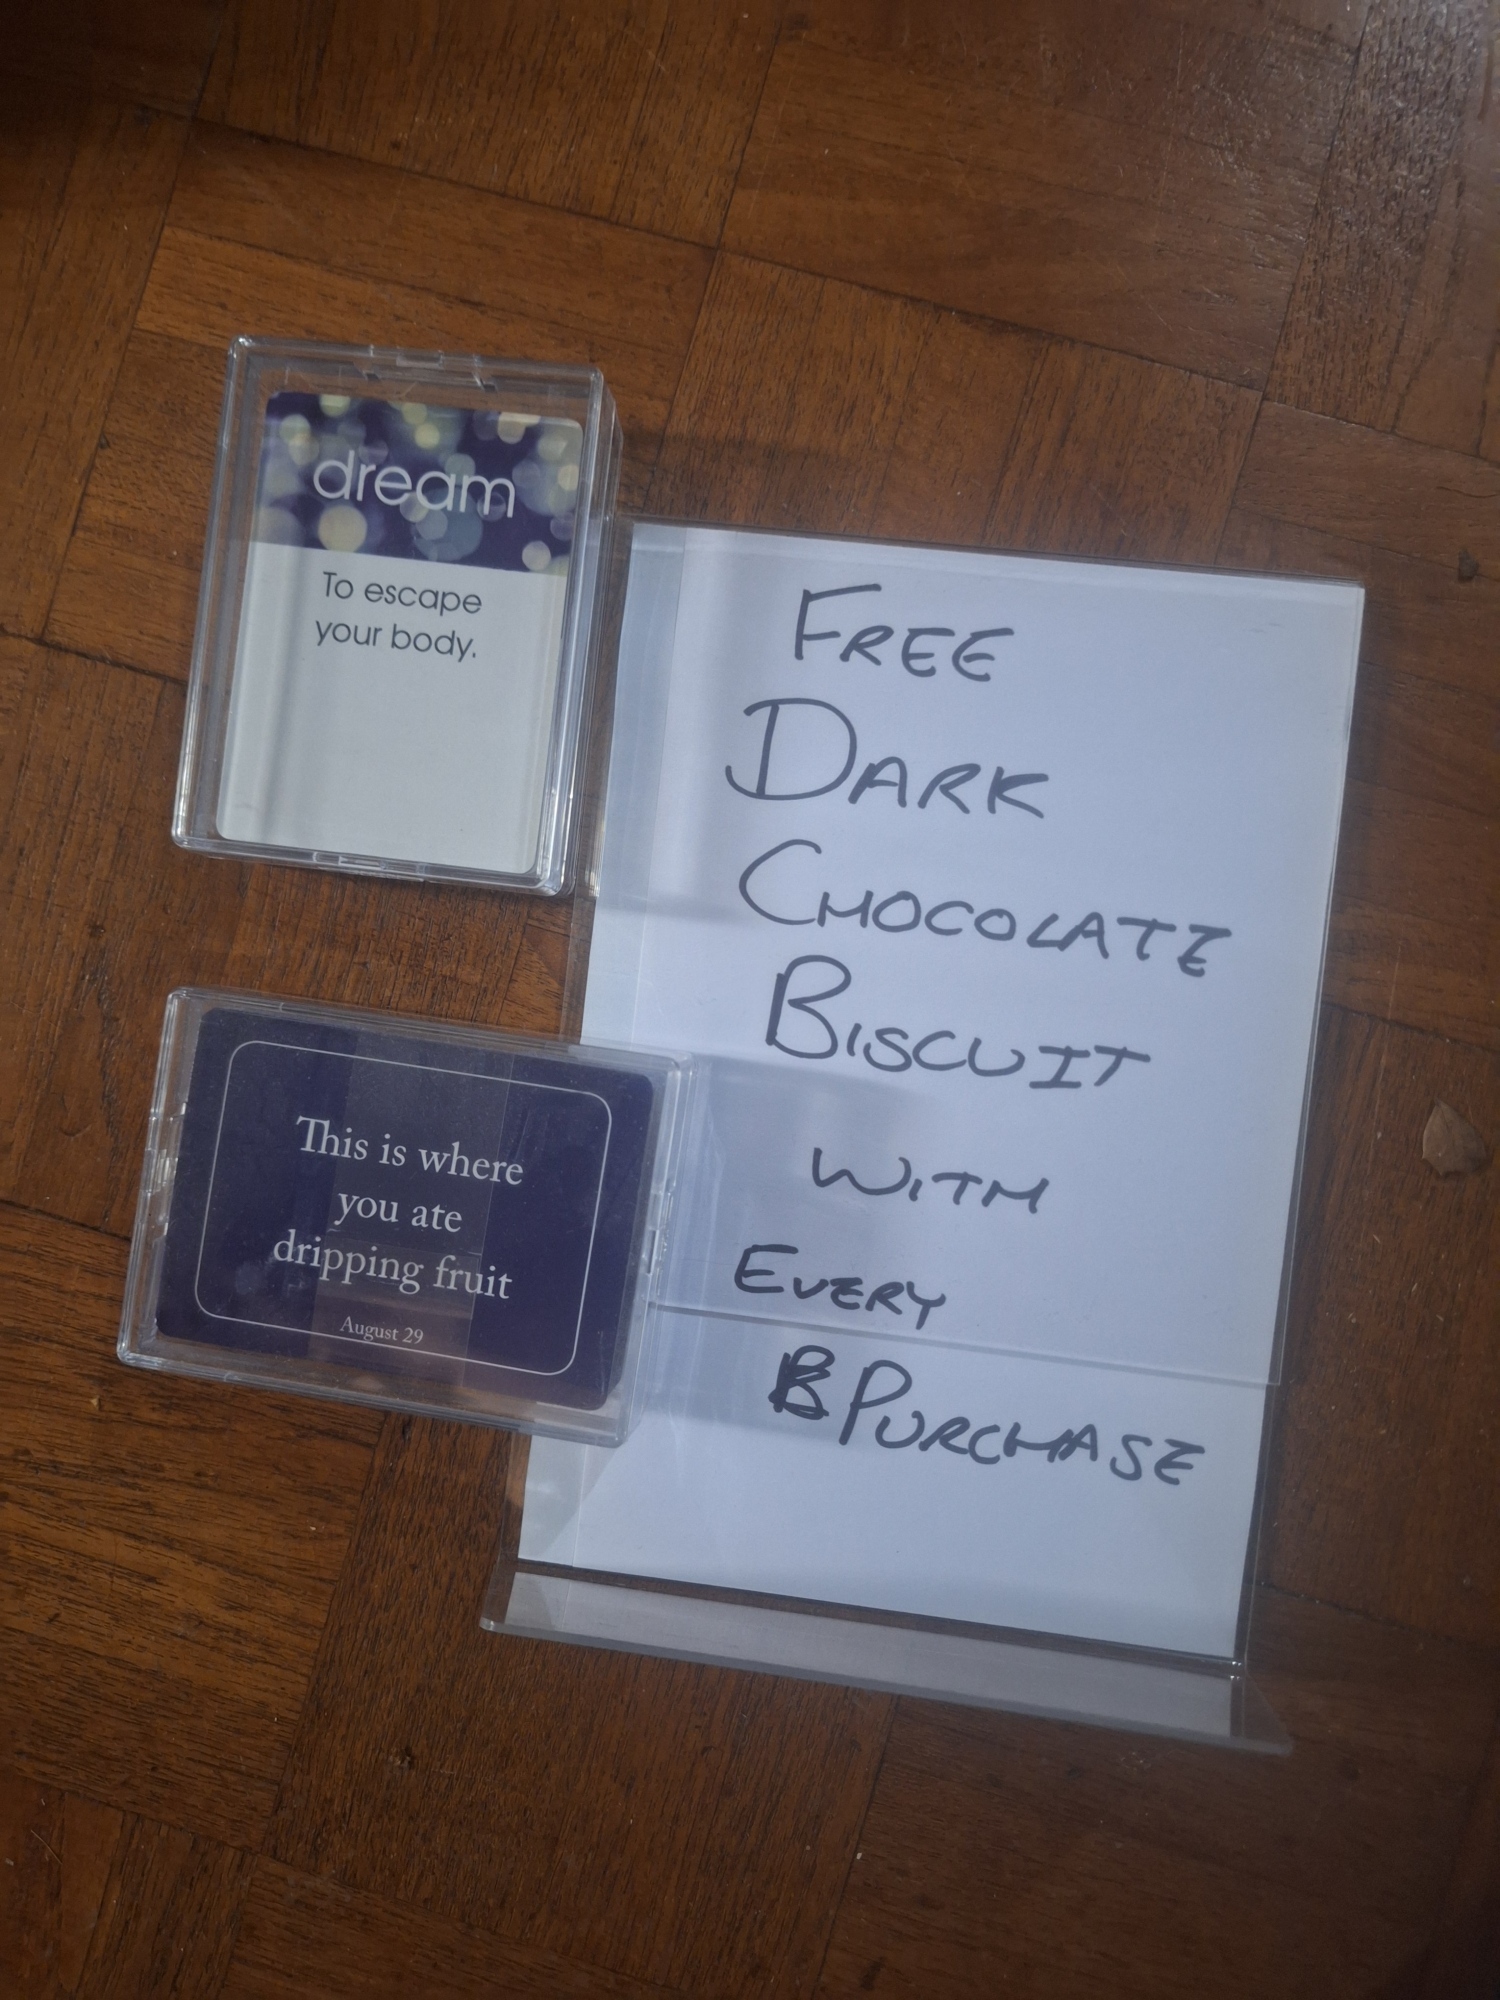 dream
To escape
your body.
This is where
you ate
dripping fruit
August 29
FREE
DARK
CHOCOLATE
BISCUIT
WITH
EVERY
B PURCHASE